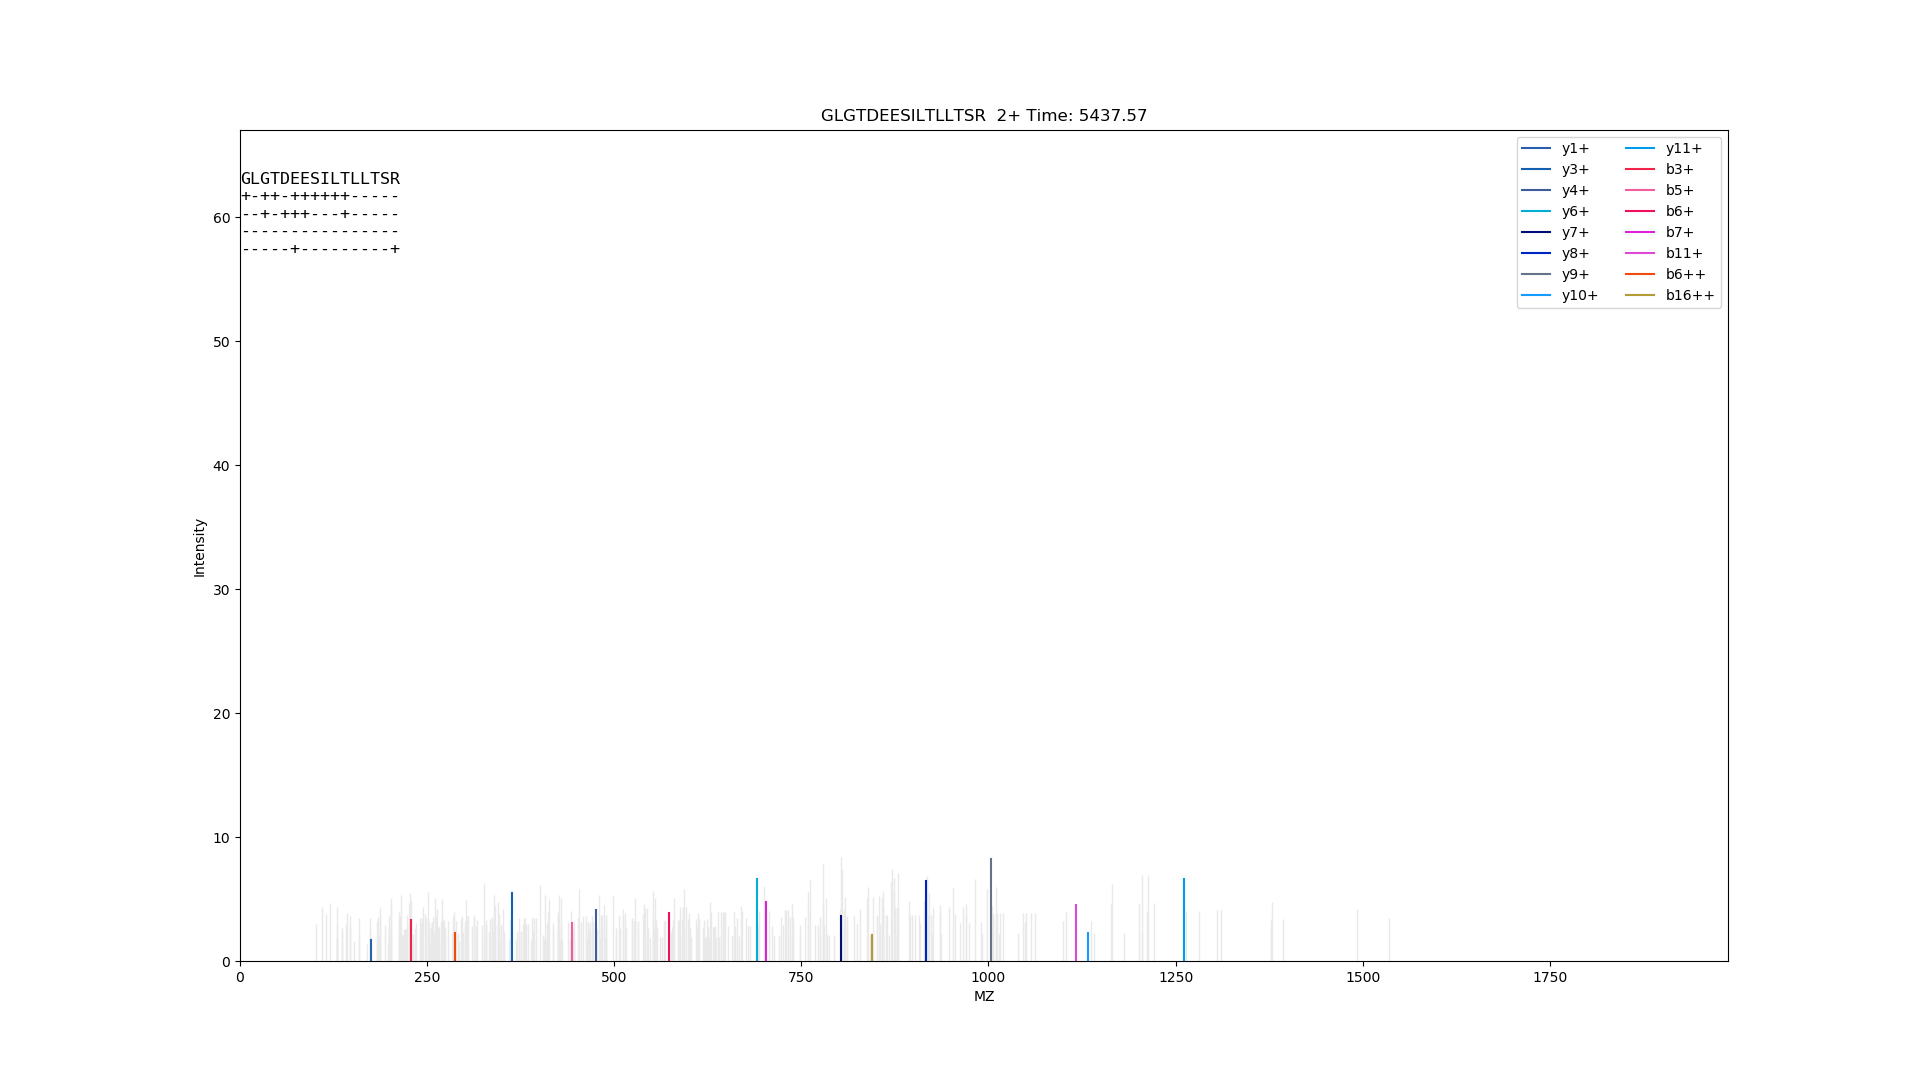 GLGTDEESILTLLTSR  2+ Time: 5437.57
GLGTDEESILTLLTSR
+-++-++++++-----
--+-+++---+-----
----------------
-----+---------+
y1+
y3+
y4+
y6+
y7+
y8+
y9+
y10+
y11+
b3+
b5+
b6+
b7+
b11+
b6++
b16++
60
50
40
30
20
10
0
Intensity
0 250 500 750 1000 1250 1500 1750
MZ